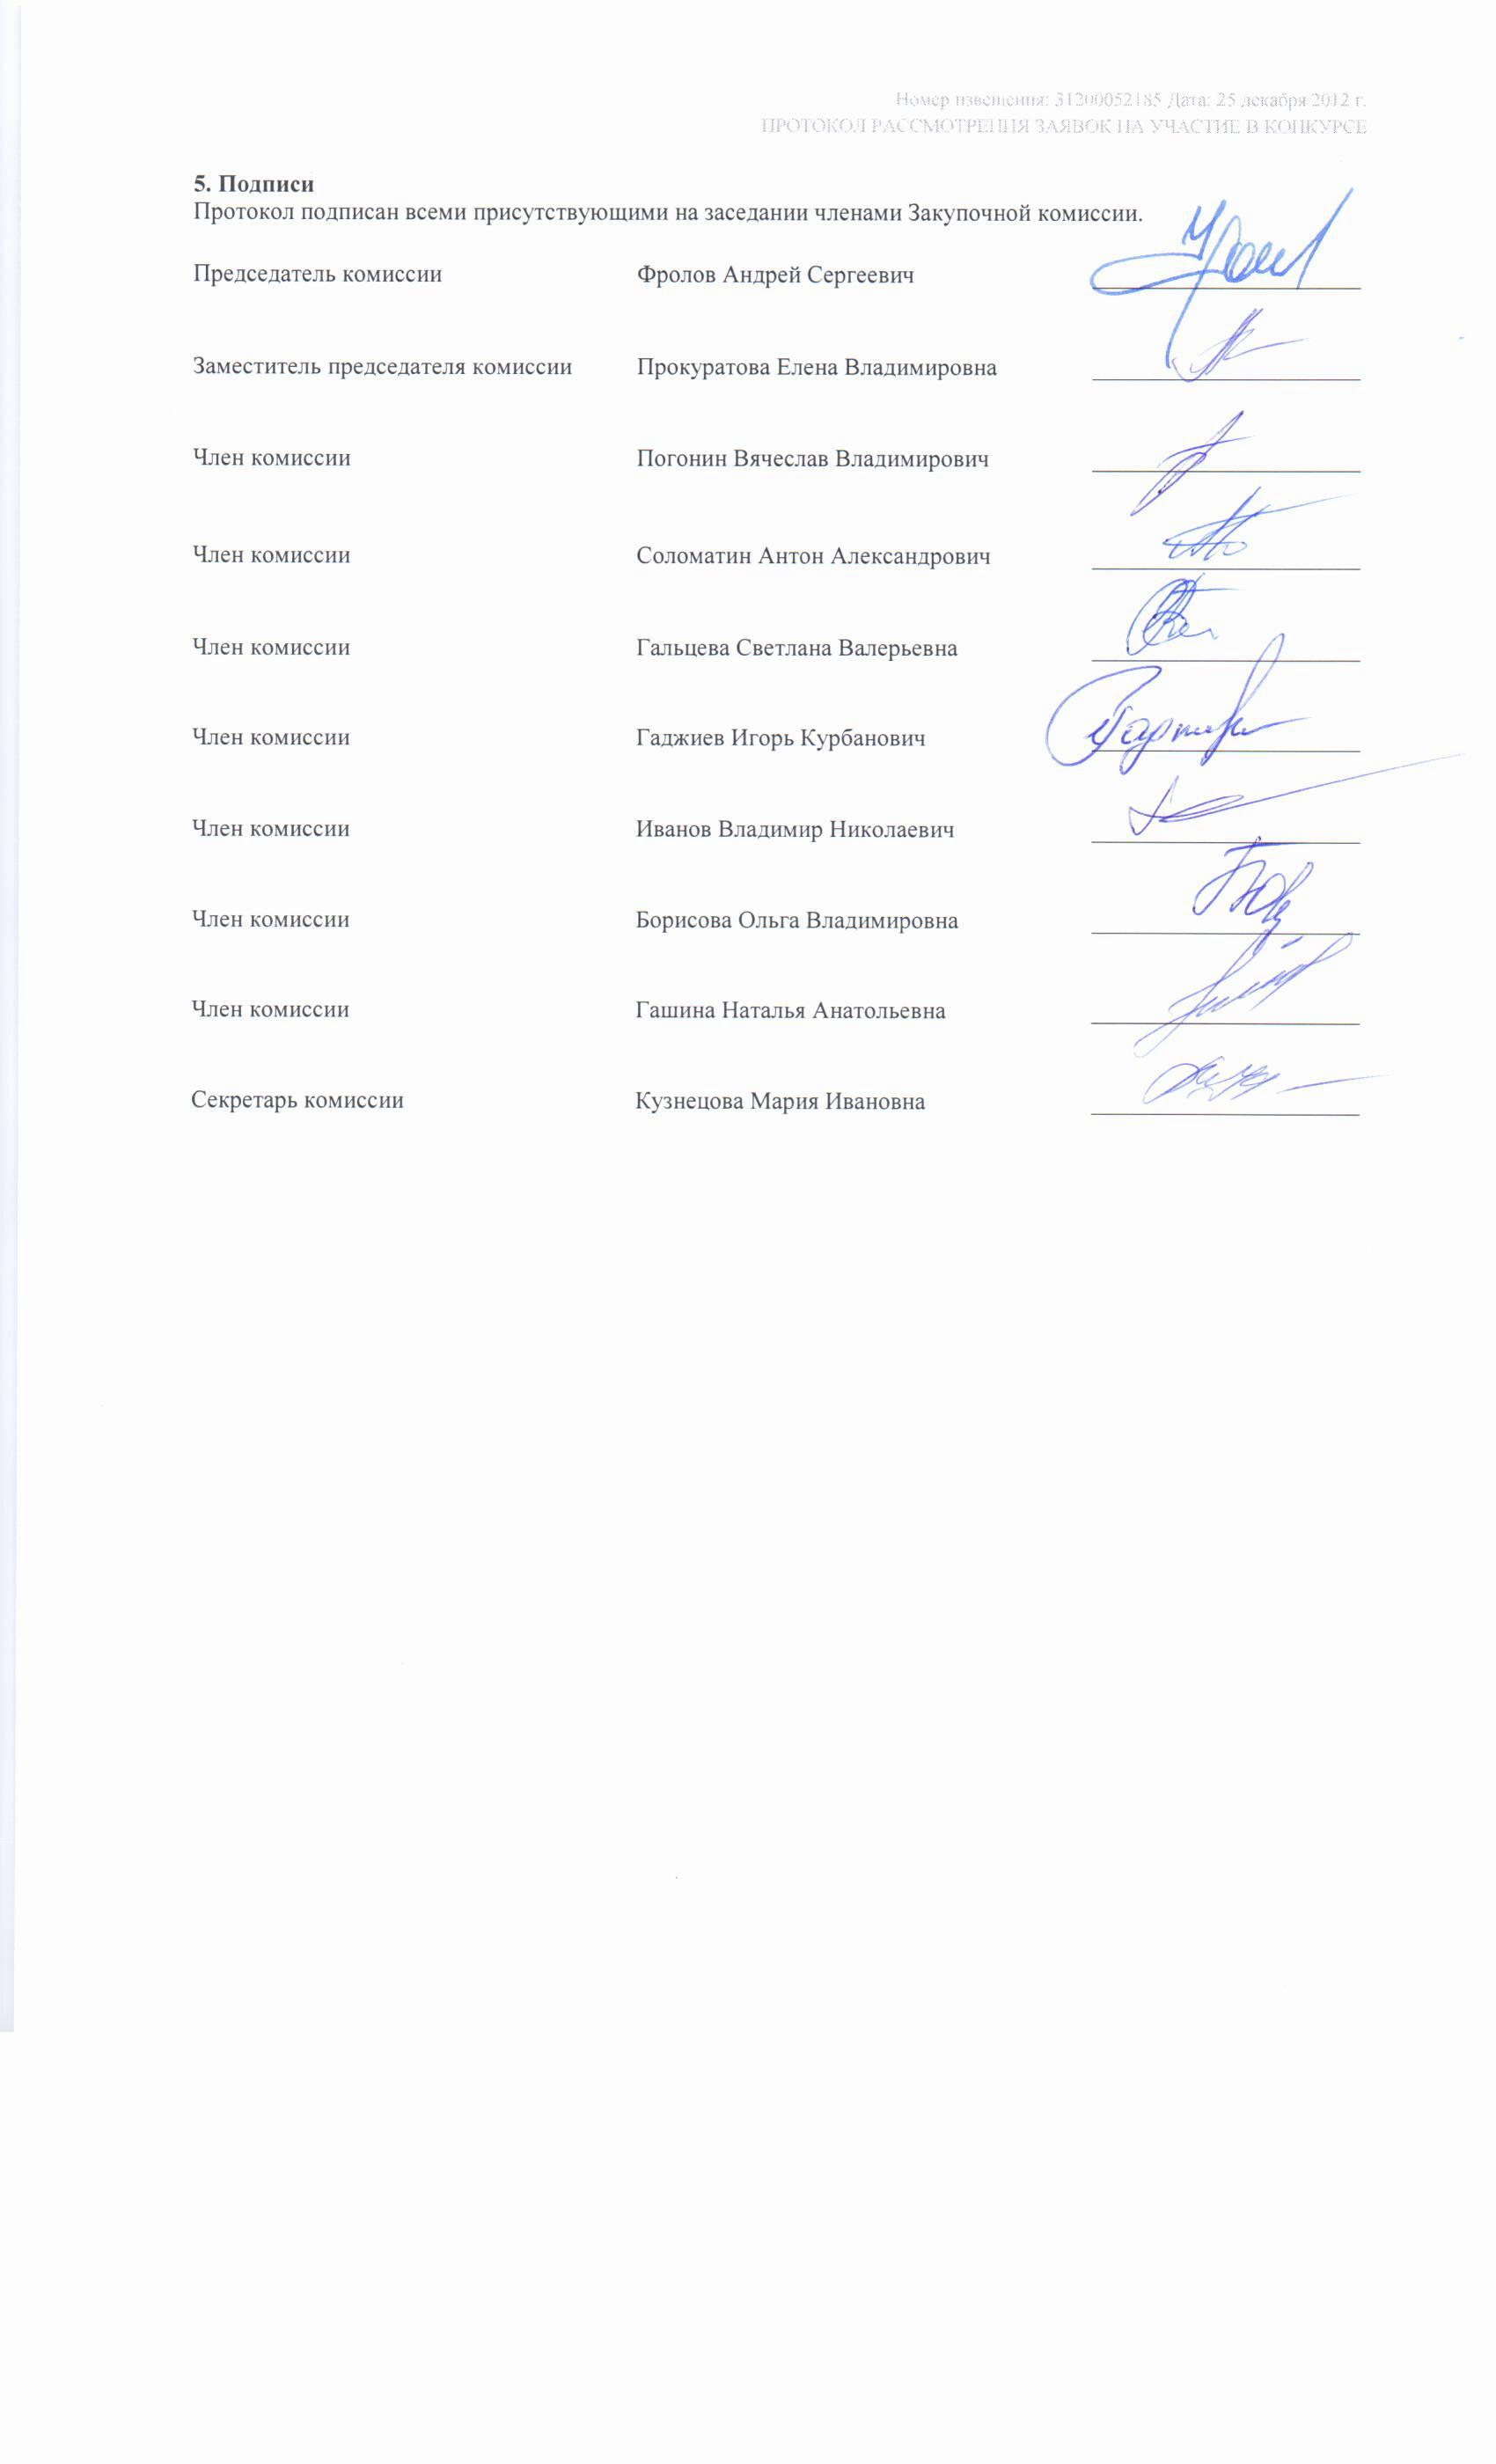 Номер извещения: 31200052185 Дата: 25 декабря 2012 г.
ПРОТОКОЛ РАССМОТРЕНИЯ ЗАЯВОК НА УЧАСТИЕ В КОНКУРСЕ
5. Подписи
Протокол подписан всеми присутствующими на заседании членами Закупочной комиссии.
Председатель комиссии Фролов Андрей Сергеевич
Заместитель председателя комиссии Прокуратова Елена Владимировна
Член комиссии Погонин Вячеслав Владимирович
Член комиссии Соломатин Антон Александрович
Член комиссии Гальцева Светлана Валерьевна
Член комиссии Гаджиев Игорь Курбанович
Член комиссии Иванов Владимир Николаевич
Член комиссии Борисова Ольга Владимировна
Член комиссии Гашина Наталья Анатольевна
Секретарь комиссии Кузнецова Мария Ивановна